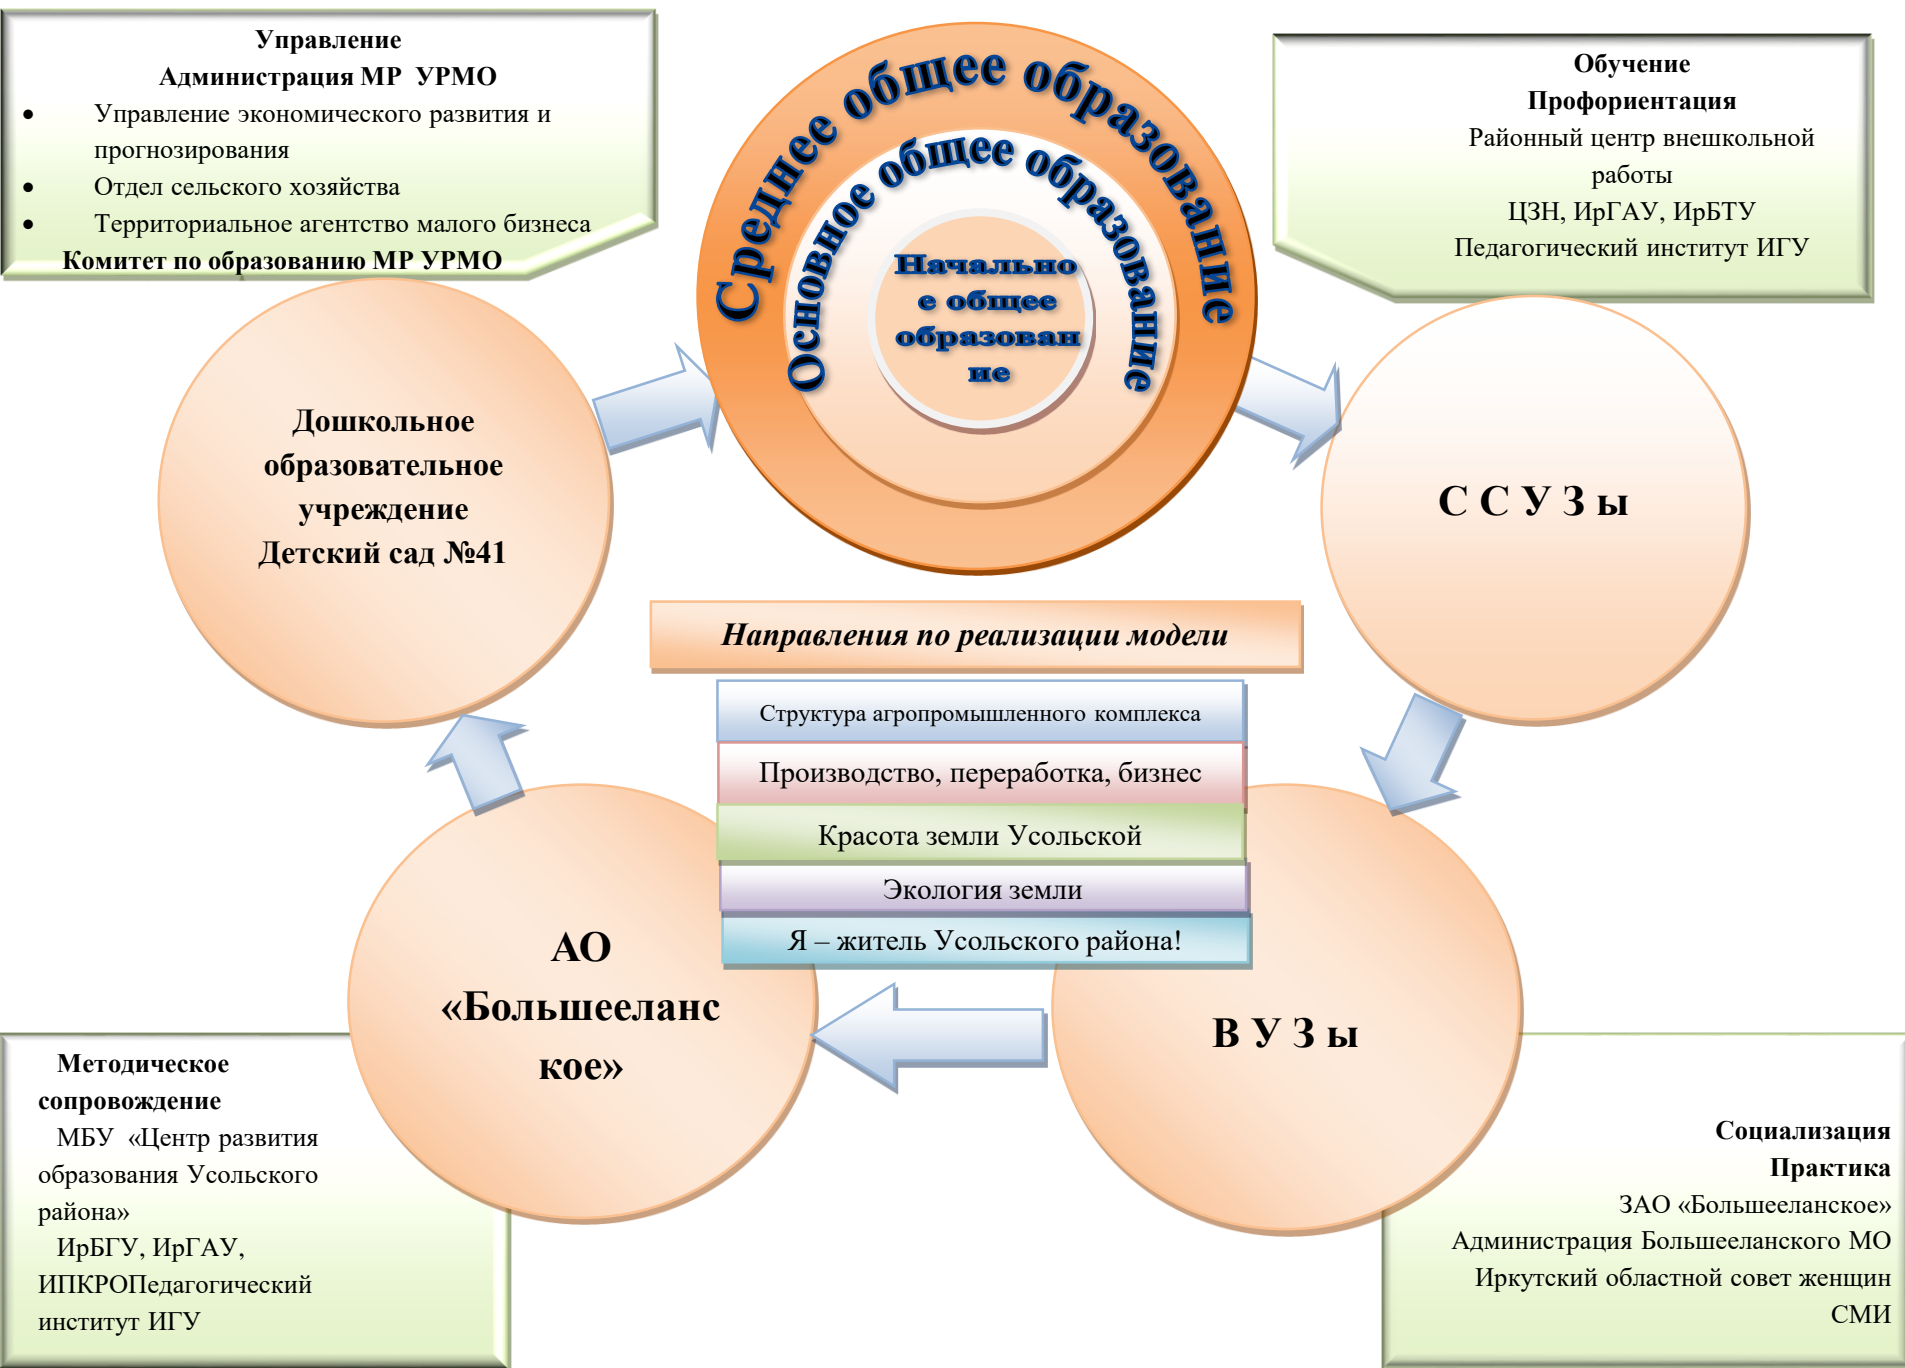 Управление
Администрация МР УРМО
• Управление экономического развития и
прогнозирования
• Отдел сельского хозяйства
• Территориальное агентство малого бизнеса
Комитет по образованию МР УРМО
Среднее общее образование
Основное общее образование
Начально
е общее
образован
ие
Обучение
Профориентация
Районный центр внешкольной
работы
ЦЗН, ИрГАУ, ИрБТУ
Педагогический институт ИГУ
Дошкольное
образовательное
учреждение
Детский сад №41
С С У З ы
Направления по реализации модели
Структура агропромышленного комплекса
Производство, переработка, бизнес
Красота земли Усольской
Экология земли
Я – житель Усольского района!
АО
«Большееланс
кое»
В У З ы
Методическое
сопровождение
МБУ «Центр развития
образования Усольского
района»
ИрБГУ, ИрГАУ,
ИПКРОПедагогический
институт ИГУ
Социализация
Практика
ЗАО «Большееланское»
Администрация Большееланского МО
Иркутский областной совет женщин
СМИ